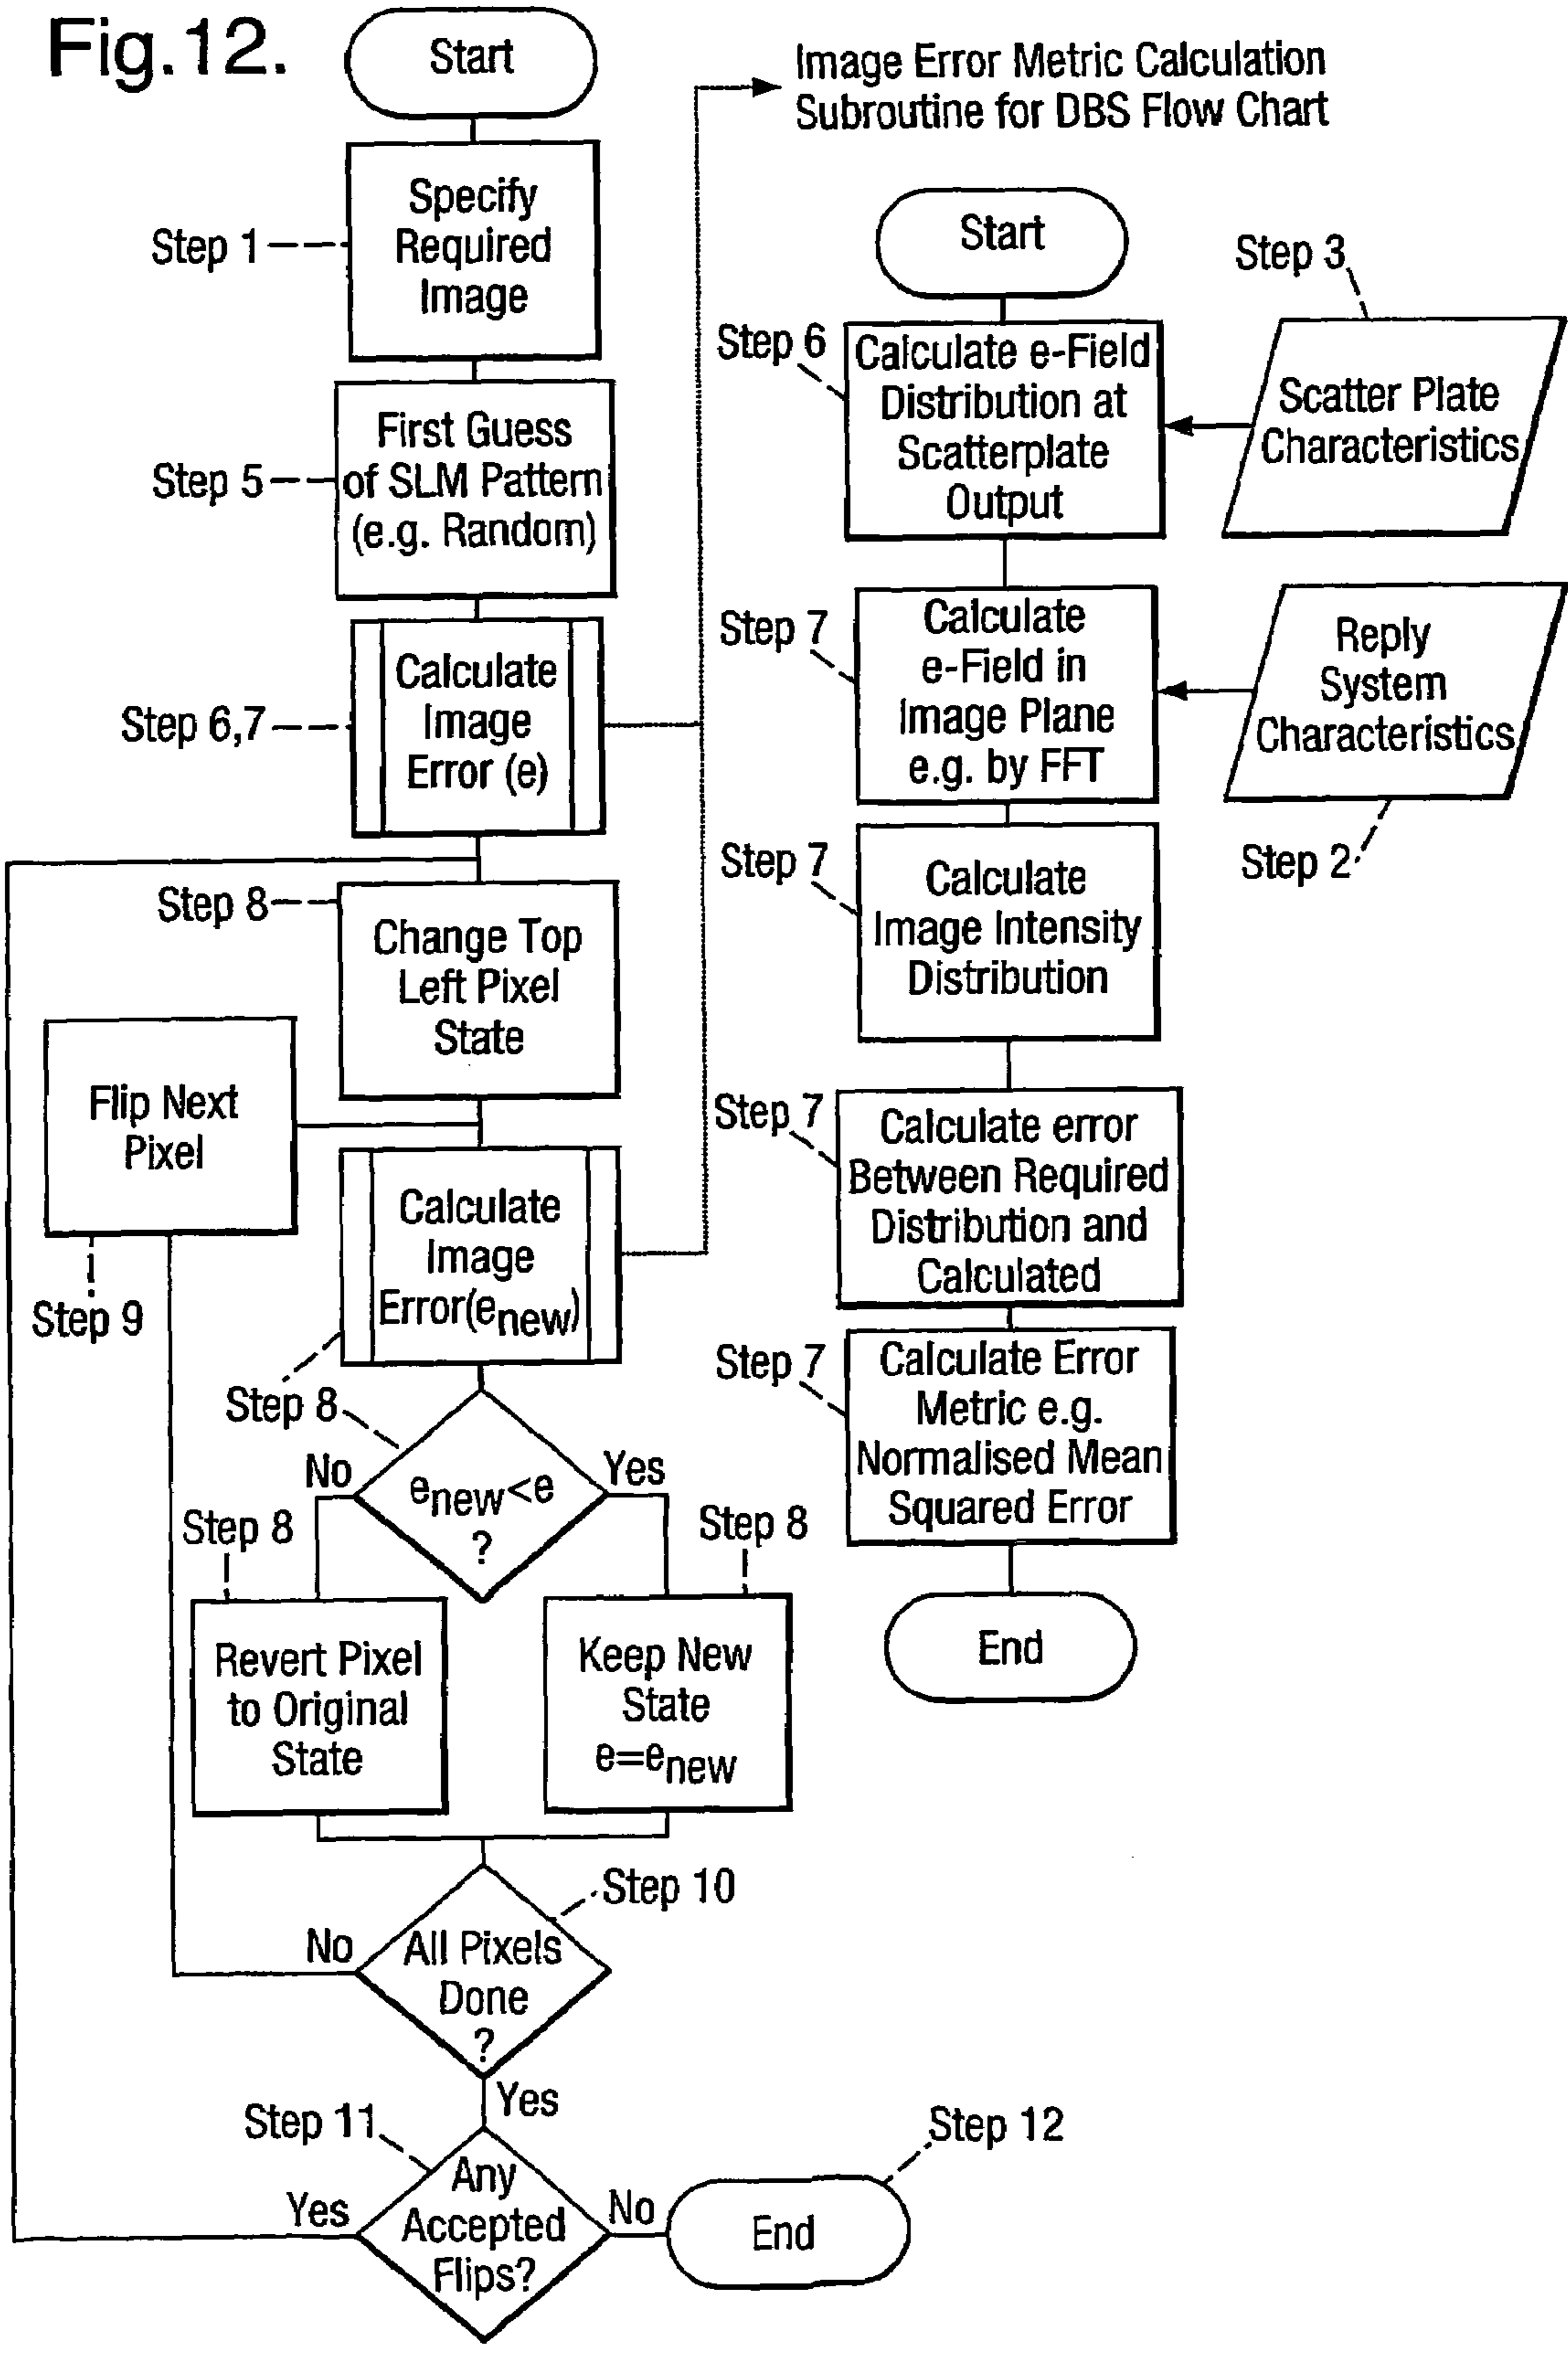 Fig.12.
Start
Image Error Metric Calculation
Subroutine for DBS Flow Chart
Step 1
Specify
Required
Image
Step 5
First Guess
of SLM Pattern
(e.g. Random)
Step 6,7
Calculate
Image
Error (e)
Step 8
Change Top
Left Pixel
State
Flip Next
Pixel
Step 9
Calculate
Image
Error(enew)
Step 8
Step 8
No
enew<e
?
Yes
Step 8
Revert Pixel
to Original
State
Step 8
Keep New
State
e=enew
Step 10
No
All Pixels
Done
?
Yes
Step 11
Yes
Any
Accepted
Flips?
No
Step 12
End
Start
Step 3
Step 6
Calculate e-Field
Distribution at
Scatterplate
Output
Scatter Plate
Characteristics
Step 7
Calculate
e-Field in
Image Plane
e.g. by FFT
Reply
System
Characteristics
Step 2
Step 7
Calculate
Image Intensity
Distribution
Step 7
Calculate error
Between Required
Distribution and
Calculated
Step 7
Calculate Error
Metric e.g.
Normalised Mean
Squared Error
End